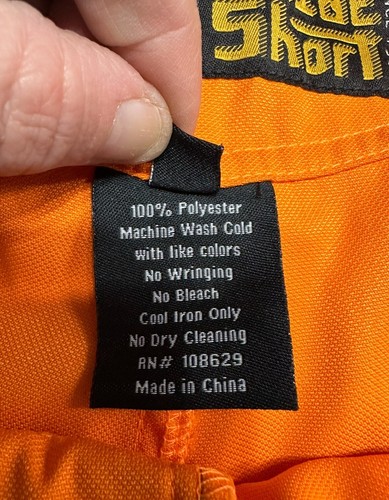 Short
100% Polyester
Machine Wash Cold
with like colors
No Wringing
No Bleach
Cool Iron Only
No Dry Cleaning
RN# 108629
Made in China